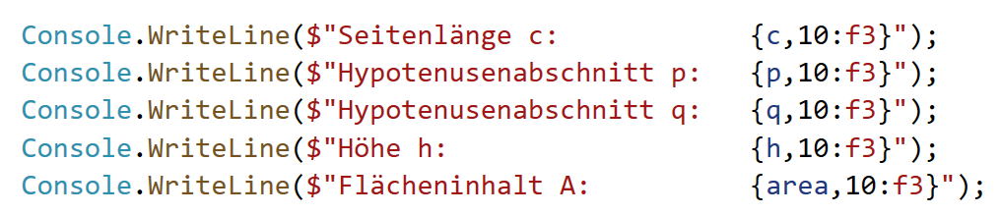 Console.WriteLine($"Seitenlänge c:            {c,10:f3}");
Console.WriteLine($"Hypotenusenabschnitt p:   {p,10:f3}");
Console.WriteLine($"Hypotenusenabschnitt q:   {q,10:f3}");
Console.WriteLine($"Höhe h:                   {h,10:f3}");
Console.WriteLine($"Flächeninhalt A:          {area,10:f3}");